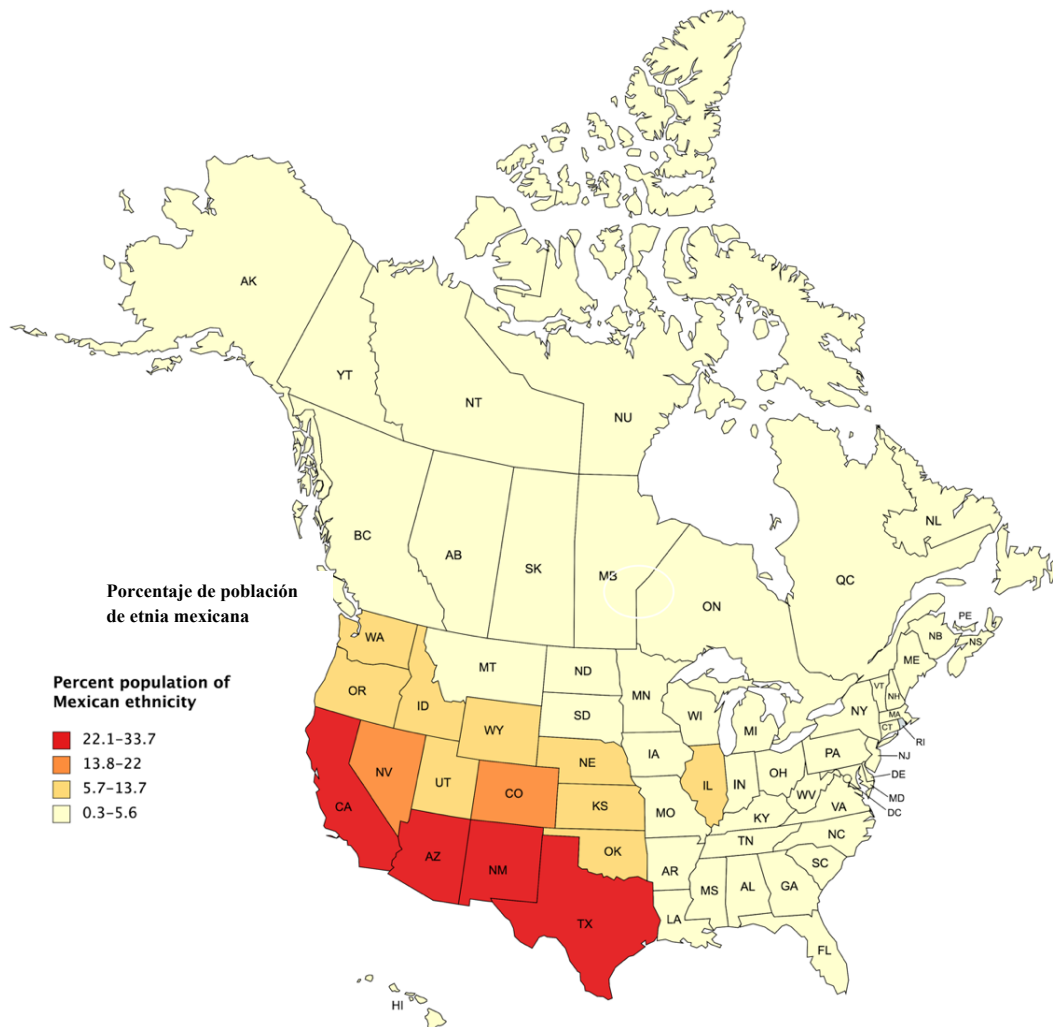 AK
YT
NT
NU
BC
AB
SK
MB
ON
QC
NL
PE
NB
NS
Porcentaje de población
de etnia mexicana
WA
MT
ND
MN
ME
VT
NH
OR
ID
SD
WI
MI
NY
MA
CT
RI
Percent population of
Mexican ethnicity
WY
IA
PA
NJ
22.1–33.7
13.8–22
5.7–13.7
0.3–5.6
NV
UT
CO
NE
IL
IN
OH
WV
DE
MD
DC
CA
KS
MO
KY
VA
AZ
NM
OK
AR
TN
NC
SC
TX
LA
MS
AL
GA
FL
HI